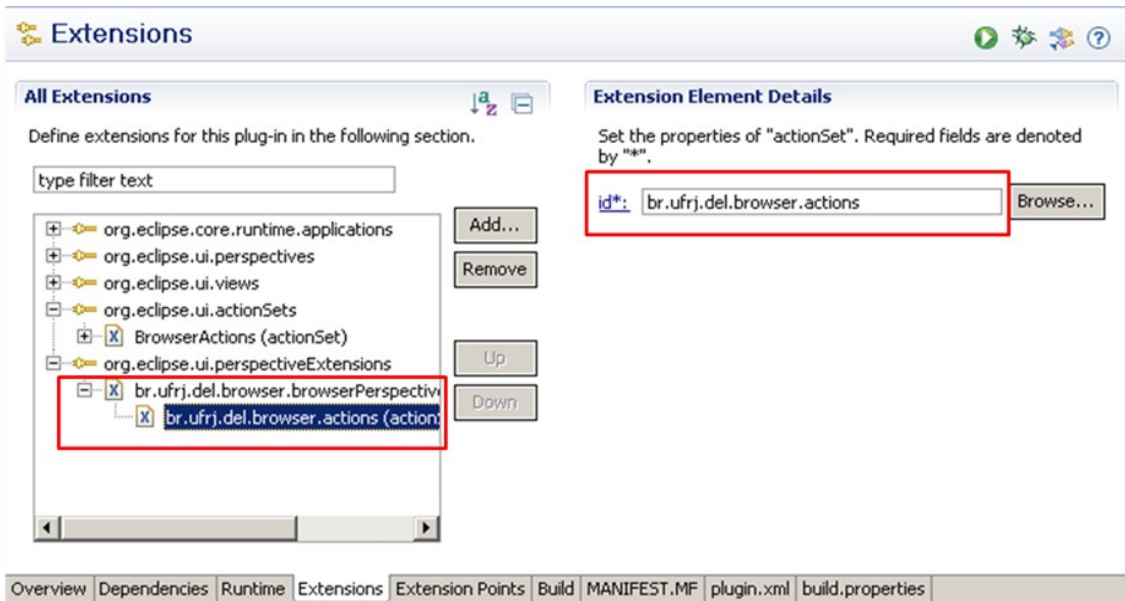 Extensions
All Extensions
Define extensions for this plug-in in the following section.
type filter text
org.eclipse.core.runtime.applications
org.eclipse.ui.perspectives
org.eclipse.ui.views
org.eclipse.ui.actionSets
BrowserActions (actionSet)
org.eclipse.ui.perspectiveExtensions
br.ufrj.del.browser.browserPerspectiv
br.ufrj.del.browser.actions (action
Add...
Remove
Up
Down
Extension Element Details
Set the properties of "actionSet". Required fields are denoted
by "*".
id*: br.ufrj.del.browser.actions Browse...
Overview Dependencies Runtime Extensions Extension Points Build MANIFEST.MF plugin.xml build.properties